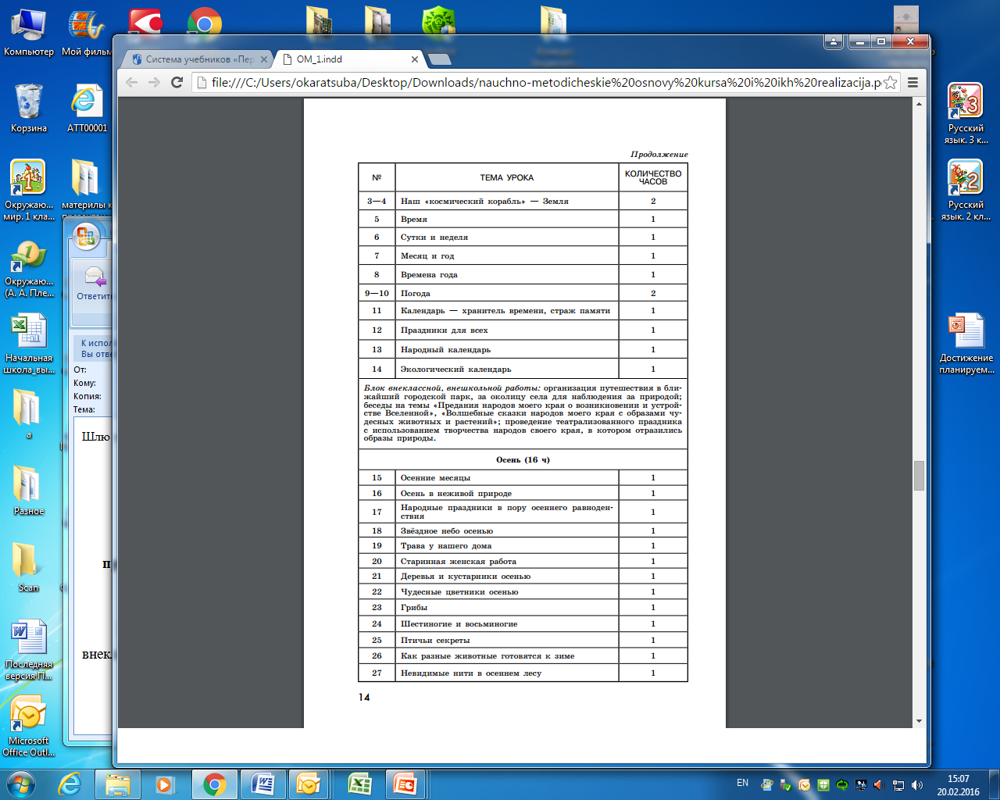 Компьютер
Мой фильм
Корзина
ATT00001
Окружаю...
мир. 1 кла...
материлы к
Окружаю...
(А. А. Пле...
Начальная
школа_вы...
а
Разное
Scan
Последняя
версия П...
Microsoft
Office Outl...
Ответить
К испол
Вы отве
От:
Кому:
Копия:
Тема:
Шлю
п
внек
Система учебников «Пер
OM_1.indd
file:///C:/Users/okaratsuba/Desktop/Downloads/nauchno-metodicheskie%20osnovy%20kursa%20i%20ikh%20realizacija.p
Продолжение
№ ТЕМА УРОКА КОЛИЧЕСТВО
ЧАСОВ
3—4 Наш «космический корабль» — Земля 2
5 Время 1
6 Сутки и неделя 1
7 Месяц и год 1
8 Времена года 1
9—10 Погода 2
11 Календарь — хранитель времени, страж памяти 1
12 Праздники для всех 1
13 Народный календарь 1
14 Экологический календарь 1
Блок внеклассной, внешкольной работы: организация путешествия в бли-
жайший городской парк, за околицу села для наблюдения за природой;
беседы на темы «Предания народов моего края о возникновении и устрой-
стве Вселенной», «Волшебные сказки народов моего края с образами чу-
десных животных и растений»; проведение театрализованного праздника
с использованием творчества народов своего края, в котором отразились
образы природы.
Осень (16 ч)
15 Осенние месяцы 1
16 Осень в неживой природе 1
17 Народные праздники в пору осеннего равноден-
ствия 1
18 Звёздное небо осенью 1
19 Трава у нашего дома 1
20 Старинная женская работа 1
21 Деревья и кустарники осенью 1
22 Чудесные цветники осенью 1
23 Грибы 1
24 Шестиногие и восьминогие 1
25 Птичьи секреты 1
26 Как разные животные готовятся к зиме 1
27 Невидимые нити в осеннем лесу 1
14
Русский
язык. 3 к...
Русский
язык. 2 кл...
Достижение
планируем...
EN
15:07
20.02.2016